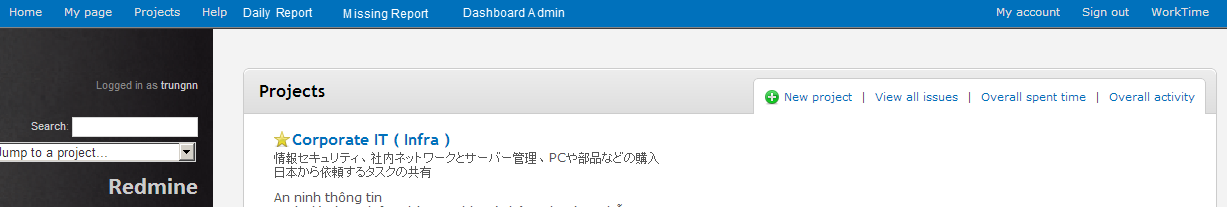 Home My page Projects Help Daily Report Missing Report Dashboard Admin My account Sign out WorkTime
Logged in as trungnn
Search:
Jump to a project...
Redmine
Projects
New project | View all issues | Overall spent time | Overall activity
Corporate IT ( Infra )
情報セキュリティ、社内ネットワークとサーバー管理、PCや部品などの購入
日本から依頼するタスクの共有
An ninh thông tin